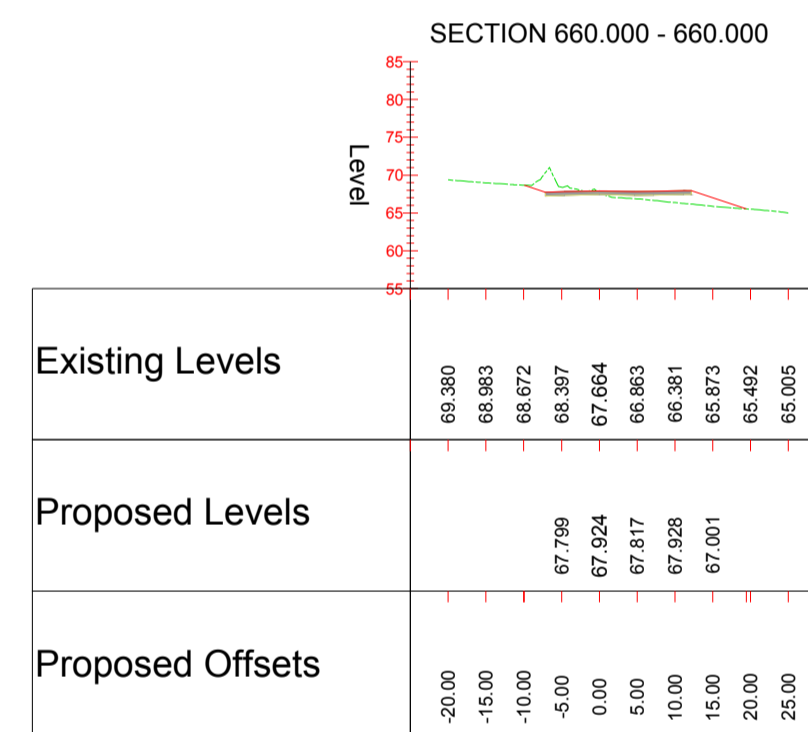 SECTION 660.000 - 660.000
85
80
75
70
65
60
55
Level
Existing Levels
69.380 68.983 68.672 68.397 67.664 66.863 66.381 65.873 65.492 65.005
Proposed Levels
67.799 67.924 67.817 67.928 67.001
Proposed Offsets
-20.00 -15.00 -10.00 -5.00 0.00 5.00 10.00 15.00 20.00 25.00